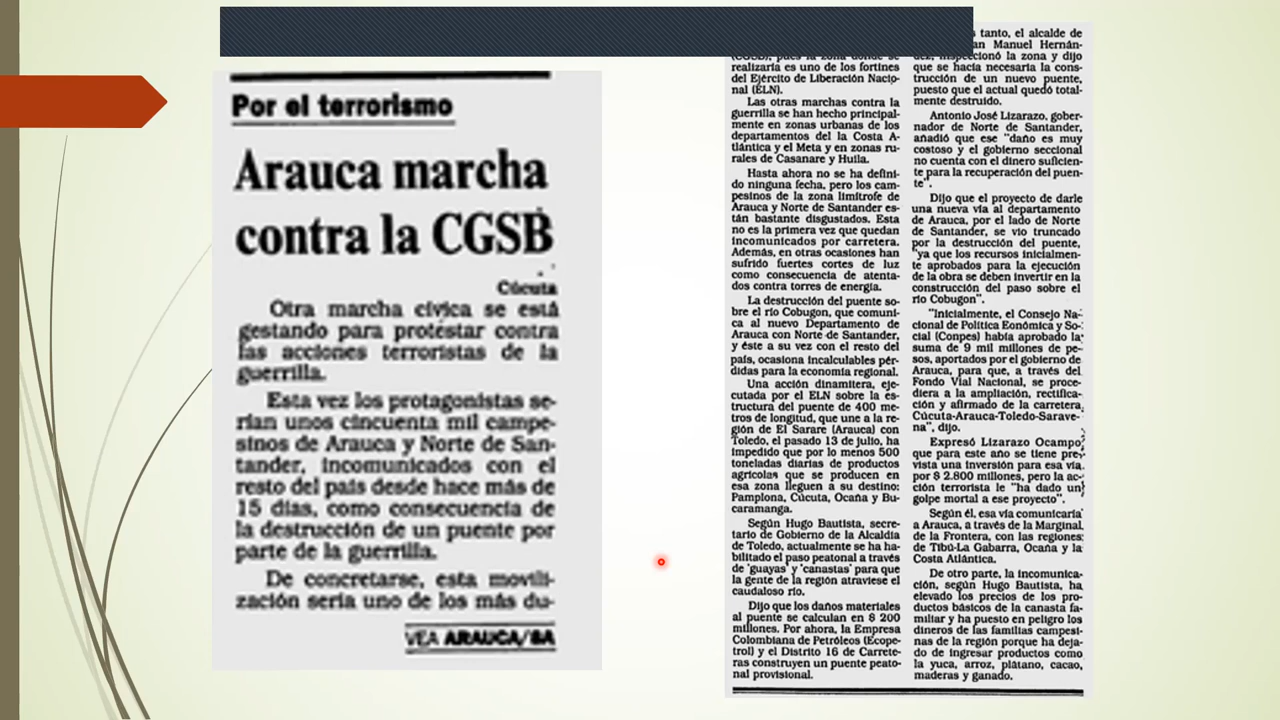 Por el terrorismo
Arauca marcha
contra la CGSB
Cúcuta
Otra marcha cívica se está
gestando para protestar contra
las acciones terroristas de la
guerrilla.
Esta vez los protagonistas se-
rían unos cincuenta mil campe-
sinos de Arauca y Norte de San-
tander, incomunicados con el
resto del país desde hace más de
15 días, como consecuencia de
la destrucción de un puente por
parte de la guerrilla.
De concretarse, esta movili-
zación sería uno de los más du-
VEA ARAUCA/8A
realizaría es uno de los fortines
del Ejército de Liberación Nacio-
nal (ELN).
Las otras marchas contra la
guerrilla se han hecho principal-
mente en zonas urbanas de los
departamentos del la Costa A-
tlántica y el Meta y en zonas ru-
rales de Casanare y Huila.
Hasta ahora no se ha defini-
do ninguna fecha, pero los cam-
pesinos de la zona limítrofe de
Arauca y Norte de Santander es-
tán bastante disgustados. Esta
no es la primera vez que quedan
incomunicados por carretera.
Además, en otras ocasiones han
sufrido fuertes cortes de luz
como consecuencia de atenta-
dos contra torres de energía.
La destrucción del puente so-
bre el río Cobugon, que comuni-
ca al nuevo Departamento de
Arauca con Norte de Santander,
y éste a su vez con el resto del
país, ocasiona incalculables pér-
didas para la economía regional.
Una acción dinamitera, eje-
cutada por el ELN sobre la es-
tructura del puente de 400 me-
tros de longitud, que une a la re-
gión de El Sarare (Arauca) con
Toledo, el pasado 13 de julio, ha
impedido que por lo menos 500
toneladas diarias de productos
agrícolas que se producen en
esa zona lleguen a su destino:
Pamplona, Cúcuta, Ocaña y Bu-
caramanga.
Según Hugo Bautista, secre-
tario de Gobierno de la Alcaldía
de Toledo, actualmente se ha ha-
bilitado el paso peatonal a través
de 'guayas' y 'canastas' para que
la gente de la región atraviese el
caudaloso río.
Dijo que los daños materiales
al puente se calculan en $ 200
millones. Por ahora, la Empresa
Colombiana de Petróleos (Ecope-
trol) y el Distrito 16 de Carrete-
ras construyen un puente peato-
nal provisional.
tanto, el alcalde de
Manuel Hernán-
dez, inspeccionó la zona y dijo
que se hacía necesaria la cons-
trucción de un nuevo puente,
puesto que el actual quedó total-
mente destruido.
Antonio José Lizarazo, gober-
nador de Norte de Santander,
añadió que ese "daño es muy
costoso y el gobierno seccional
no cuenta con el dinero suficien-
te para la recuperación del puen-
te".
Dijo que el proyecto de darle
una nueva vía al departamento
de Arauca, por el lado de Norte
de Santander, se vio truncado
por la destrucción del puente,
"ya que los recursos inicialmen-
te aprobados para la ejecución
de la obra se deben invertir en la
construcción del paso sobre el
río Cobugon".
"Inicialmente, el Consejo Na-
cional de Política Eonómica y So-
cial (Conpes) había aprobado la
suma de 9 mil millones de pe-
sos, aportados por el gobierno de
Arauca, para que, a través del
Fondo Vial Nacional, se proce-
diera a la ampliación, rectifica-
ción y afirmado de la carretera,
Cúcuta-Arauca-Toledo-Sarave-
na", dijo.
Expresó Lizarazo Ocampo
que para este año se tiene pre-
vista una inversión para esa vía
por $ 2.800 millones, pero la ac-
ción terrorista le "ha dado un
golpe mortal a ese proyecto".
Según él, esa vía comunicaría
a Arauca, a través de la Marginal
de la Frontera, con las regiones
de Tibú-La Gabarra, Ocaña y la
Costa Atlántica.
De otro parte, la incomunica-
ción, según Hugo Bautista, ha
elevado los precios de los pro-
ductos básicos de la canasta fa-
miliar y ha puesto en peligro los
dineros de las familias campesi-
nas de la región porque ha deja-
do de ingresar productos como
la yuca, arroz, plátano, cacao,
maderas y ganado.